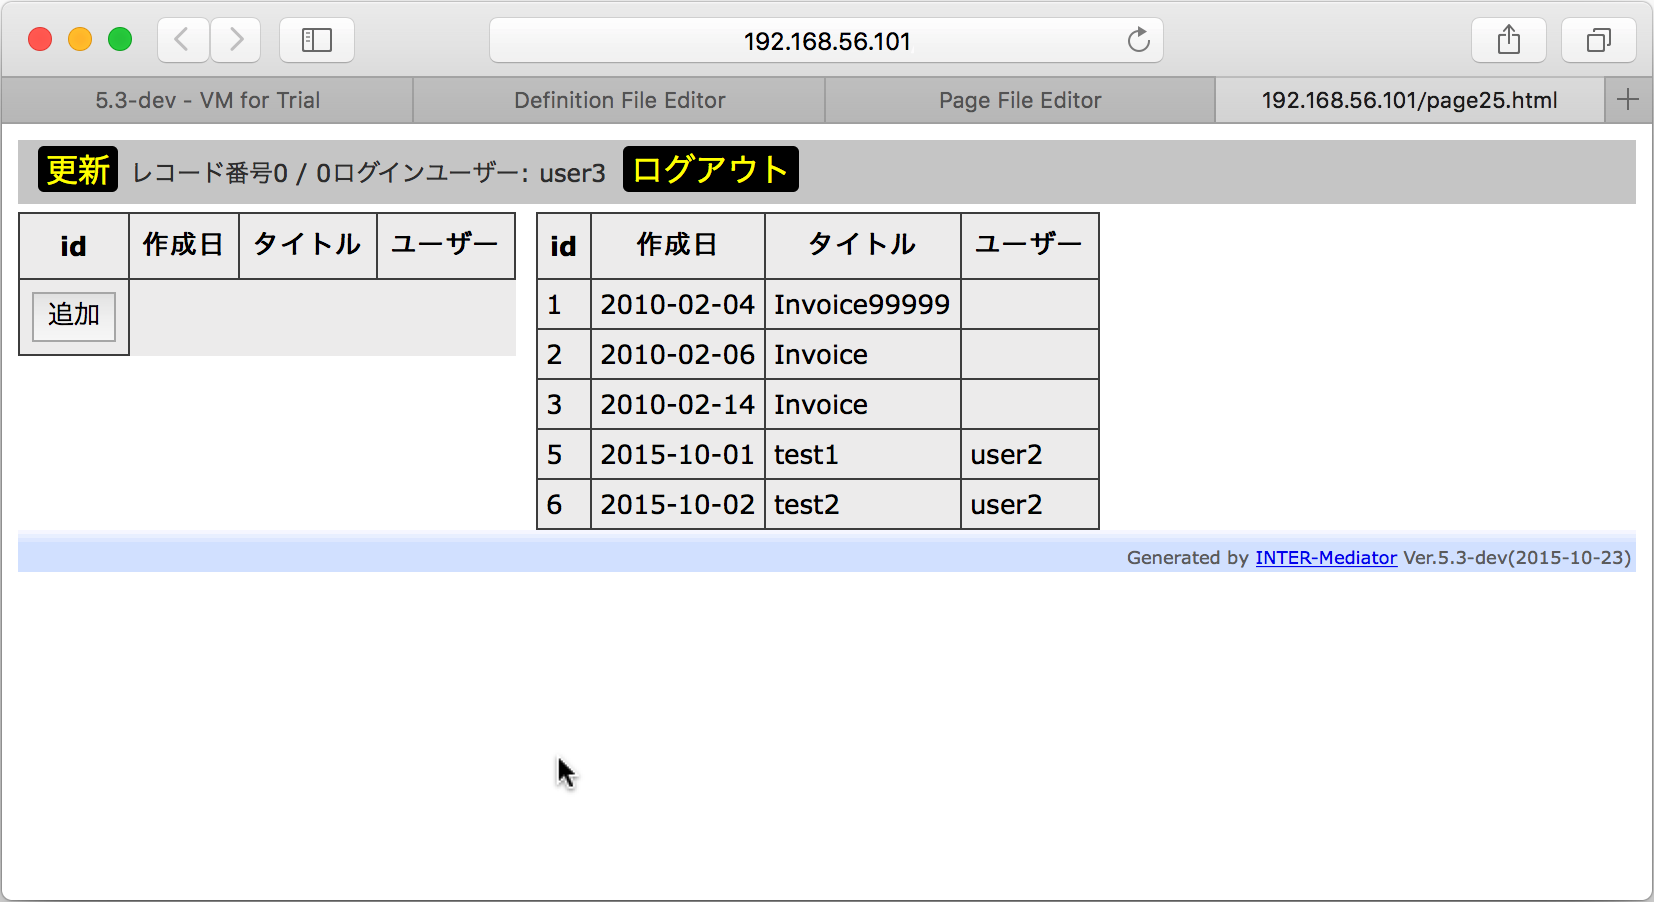 192.168.56.101
5.3-dev - VM for Trial Definition File Editor Page File Editor 192.168.56.101/page25.html
更新 レコード番号0 / 0ログインユーザー: user3 ログアウト
id 作成日 タイトル ユーザー
追加
id 作成日 タイトル ユーザー
1 2010-02-04 Invoice99999
2 2010-02-06 Invoice
3 2010-02-14 Invoice
5 2015-10-01 test1 user2
6 2015-10-02 test2 user2
Generated by INTER-Mediator Ver.5.3-dev(2015-10-23)